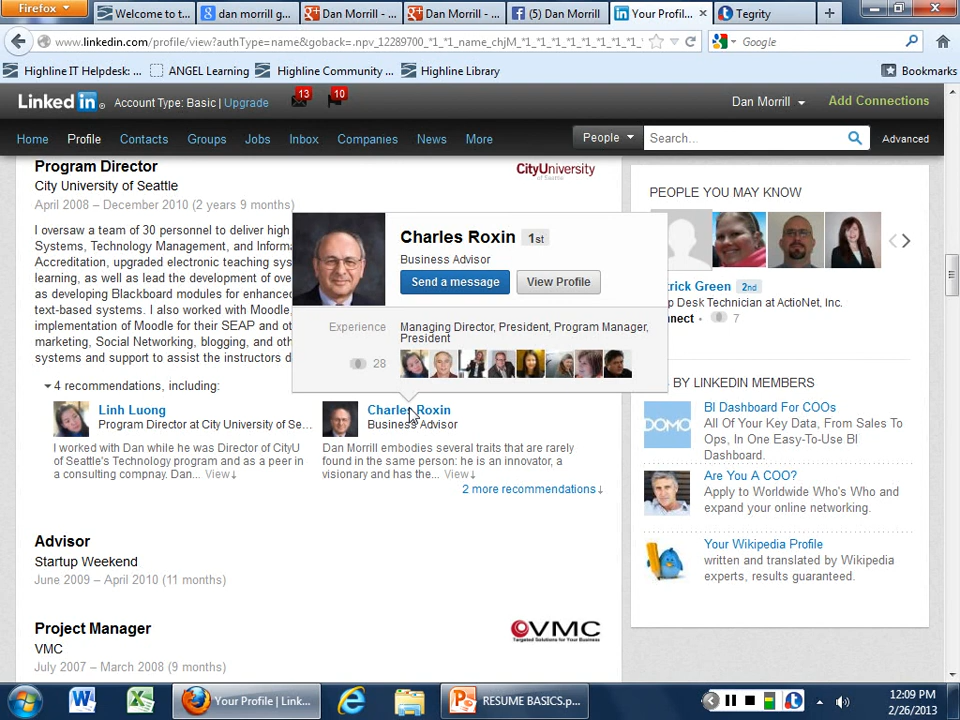 Firefox
Welcome to t...
dan morrill g...
Dan Morrill - ...
Dan Morrill - ...
(5) Dan Morrill
Your Profil...
Tegrity
www.linkedin.com/profile/view?authType=name&goback=.npv_12289700_*1_*1_name_chjM_*1_*1_*1_*1_*1_*1_*1_
Google
Highline IT Helpdesk: ...
ANGEL Learning
Highline Community ...
Highline Library
Bookmarks
Linked in
Account Type: Basic | Upgrade
13
10
Dan Morrill
Add Connections
Home
Profile
Contacts
Groups
Jobs
Inbox
Companies
News
More
People
Search...
Advanced
Program Director
City University of Seattle
April 2008 – December 2010 (2 years 9 months)
CityUniversity
of Seattle
I oversaw a team of 30 personnel to deliver high
Systems, Technology Management, and Informa
Accreditation, upgraded electronic teaching sys
learning, as well as lead the development of ove
as developing Blackboard modules for enhance
text-based systems. I also worked with Moodle,
implementation of Moodle for their SEAP and ot
marketing, Social Networking, blogging, and oth
systems and support to assist the instructors d
Charles Roxin 1st
Business Advisor
Send a message
View Profile
Experience
Managing Director, President, Program Manager,
President
28
4 recommendations, including:
Linh Luong
Program Director at City University of Se...
I worked with Dan while he was Director of CityU
of Seattle's Technology program and as a peer in
a consulting compnay. Dan... View↓
Charles Roxin
Business Advisor
Dan Morrill embodies several traits that are rarely
found in the same person: he is an innovator, a
visionary and has the... View↓
2 more recommendations↓
Advisor
Startup Weekend
June 2009 – April 2010 (11 months)
Project Manager
VMC
July 2007 – March 2008 (9 months)
VMC
Targeted Solutions for Your Business
PEOPLE YOU MAY KNOW
trick Green 2nd
p Desk Technician at ActioNet, Inc.
nnect • 7
BY LINKEDIN MEMBERS
DOMO
BI Dashboard For COOs
All Of Your Key Data, From Sales To
Ops, In One Easy-To-Use BI
Dashboard.
Are You A COO?
Apply to Worldwide Who's Who and
expand your online networking.
Your Wikipedia Profile
written and translated by Wikipedia
experts, results guaranteed.
Your Profile | Link...
RESUME BASICS.p...
12:09 PM
2/26/2013